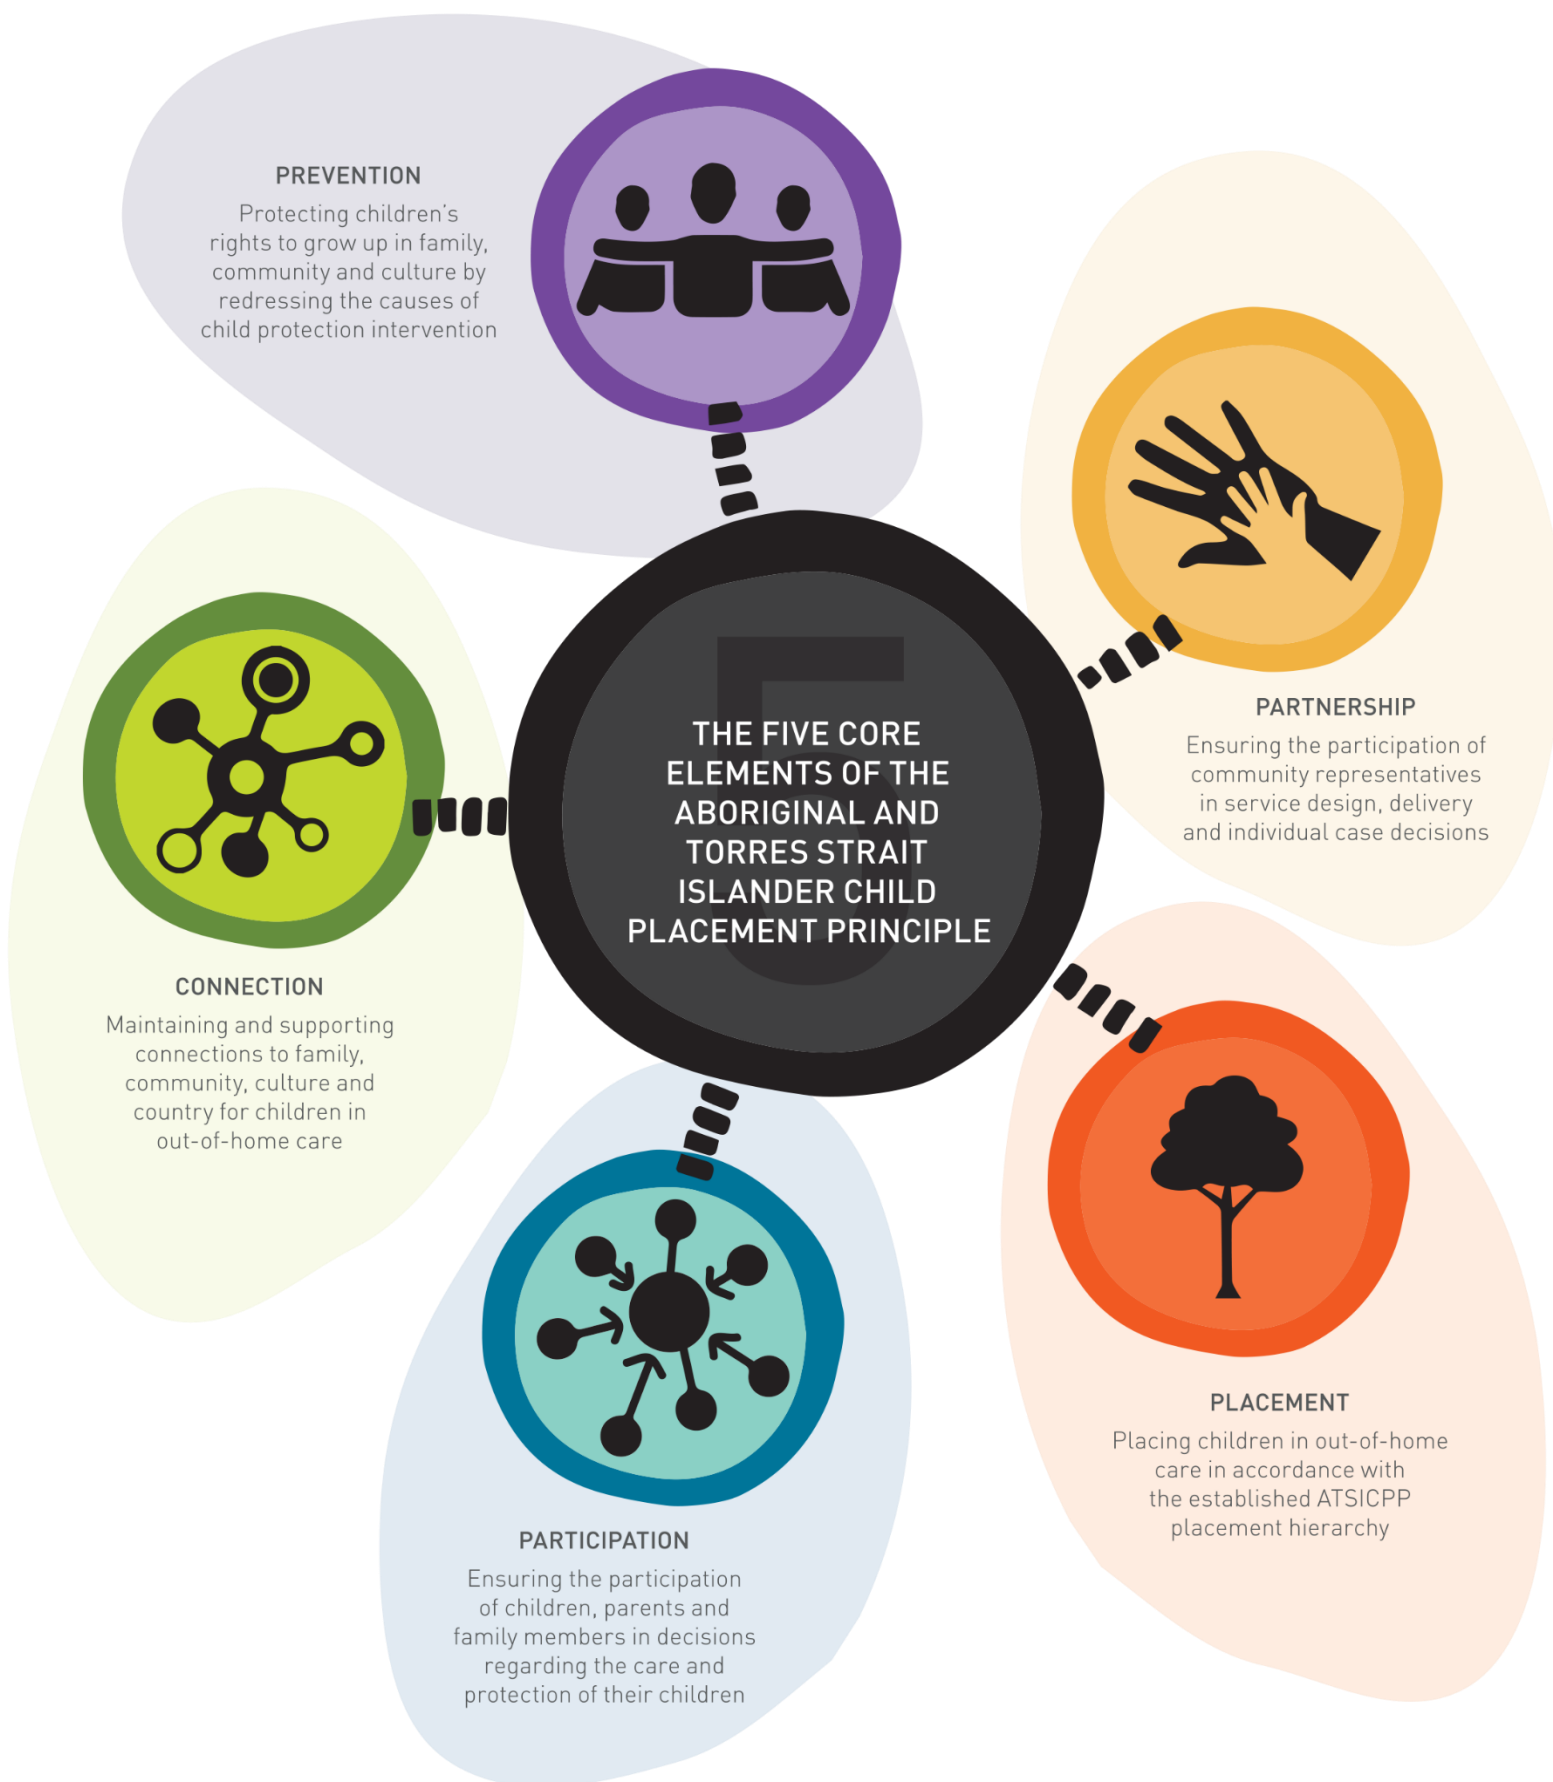 PREVENTION
Protecting children's
rights to grow up in family,
community and culture by
redressing the causes of
child protection intervention
PARTNERSHIP
Ensuring the participation of
community representatives
in service design, delivery
and individual case decisions
5
THE FIVE CORE
ELEMENTS OF THE
ABORIGINAL AND
TORRES STRAIT
ISLANDER CHILD
PLACEMENT PRINCIPLE
CONNECTION
Maintaining and supporting
connections to family,
community, culture and
country for children in
out-of-home care
PLACEMENT
Placing children in out-of-home
care in accordance with
the established ATSICPP
placement hierarchy
PARTICIPATION
Ensuring the participation
of children, parents and
family members in decisions
regarding the care and
protection of their children